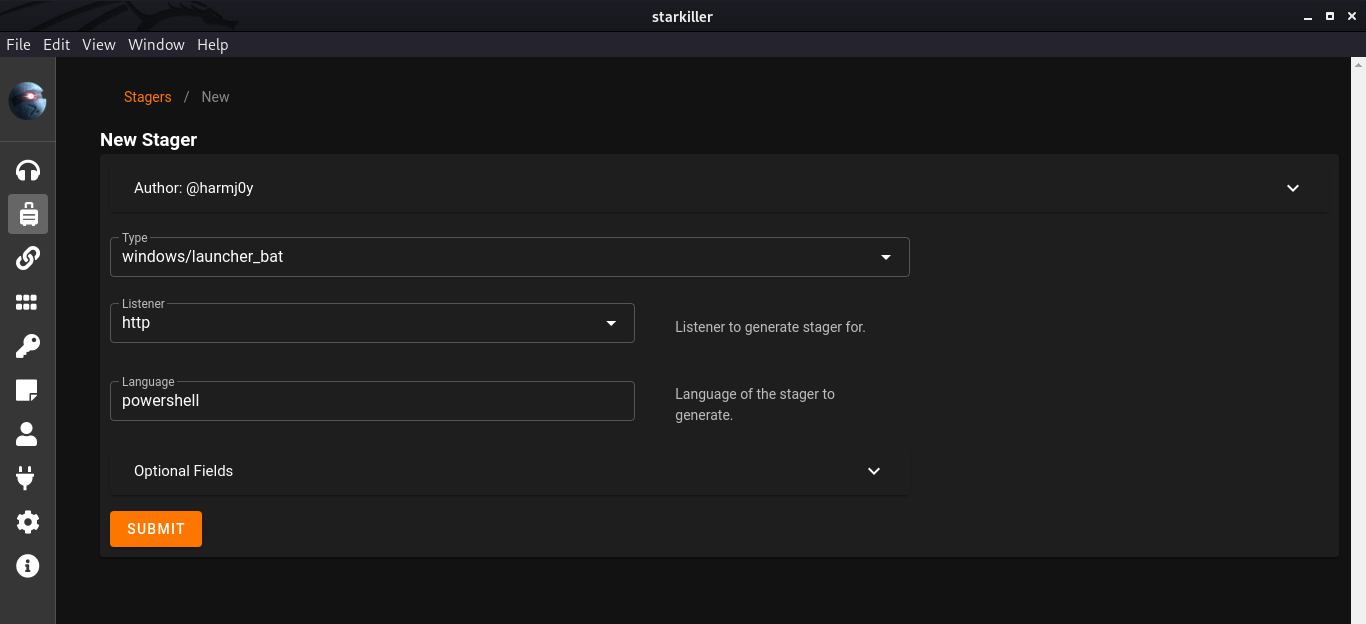 starkiller
File Edit View Window Help
Stagers / New
New Stager
Author: @harmj0y
Type
windows/launcher_bat
Listener
http
Listener to generate stager for.
Language
powershell
Language of the stager to
generate.
Optional Fields
SUBMIT